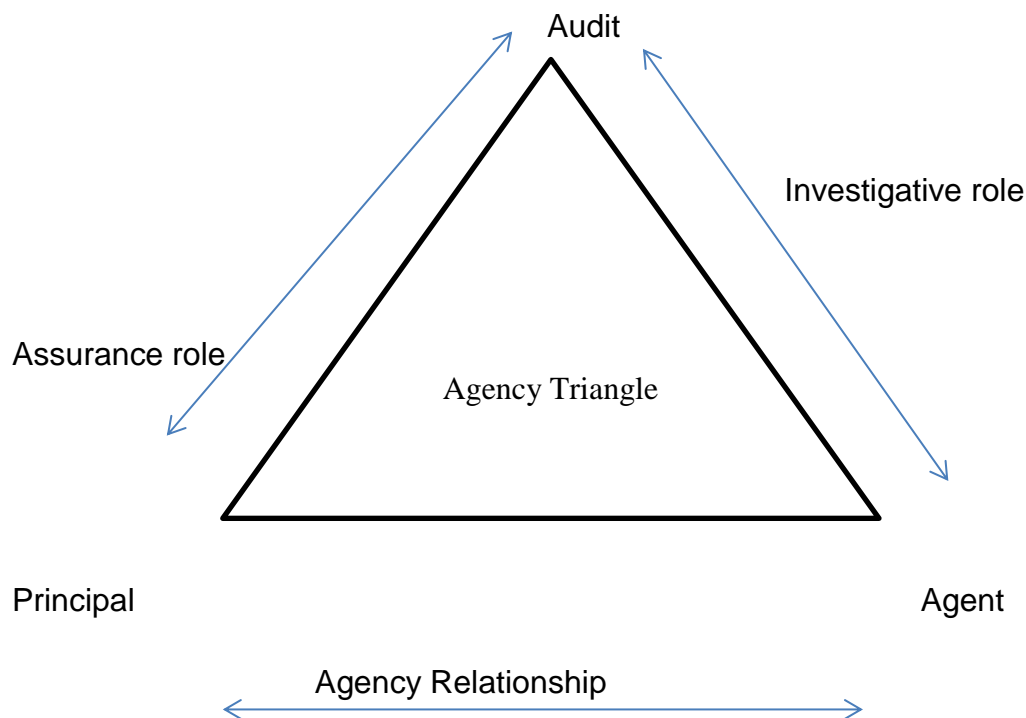 Audit
Investigative role
Assurance role
Agency Triangle
Principal
Agent
Agency Relationship